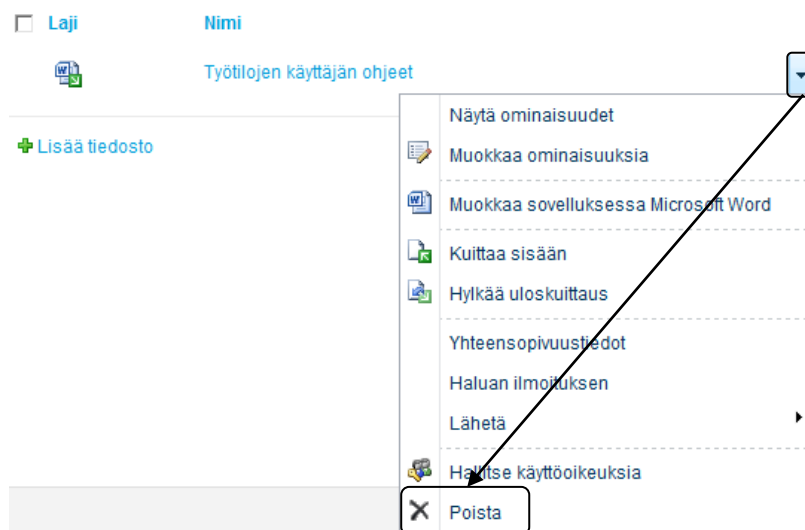 Laji Nimi
Työtilojen käyttäjän ohjeet
Lisää tiedosto
Näytä ominaisuudet
Muokkaa ominaisuuksia
Muokkaa sovelluksessa Microsoft Word
Kuittaa sisään
Hylkää uloskuittaus
Yhteensopivuustiedot
Haluan ilmoituksen
Lähetä
Hallitse käyttöoikeuksia
Poista